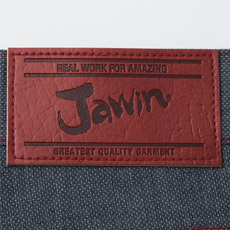 REAL WORK FOR AMAZING
Jawin
GREATEST QUALITY GARMENT